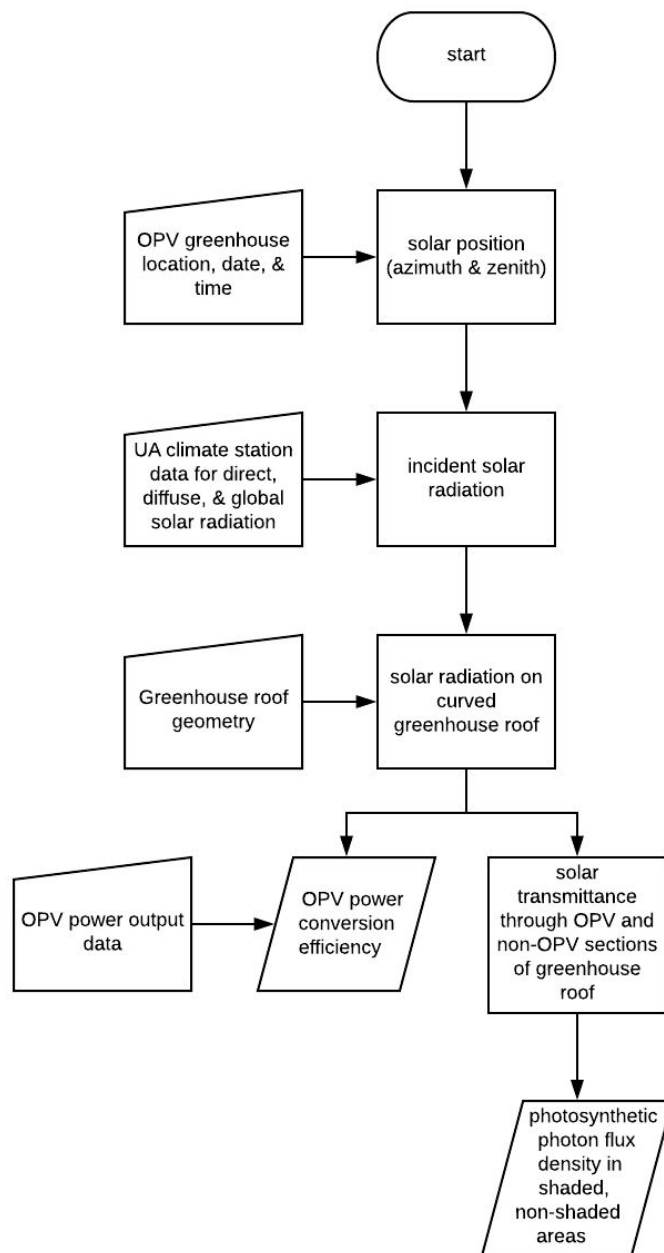 start
OPV greenhouse
location, date, &
time
solar position
(azimuth & zenith)
UA climate station
data for direct,
diffuse, & global
solar radiation
incident solar
radiation
Greenhouse roof
geometry
solar radiation on
curved
greenhouse roof
OPV power output
data
OPV power
conversion
efficiency
solar
transmittance
through OPV and
non-OPV sections
of greenhouse
roof
photosynthetic
photon flux
density in
shaded,
non-shaded
areas